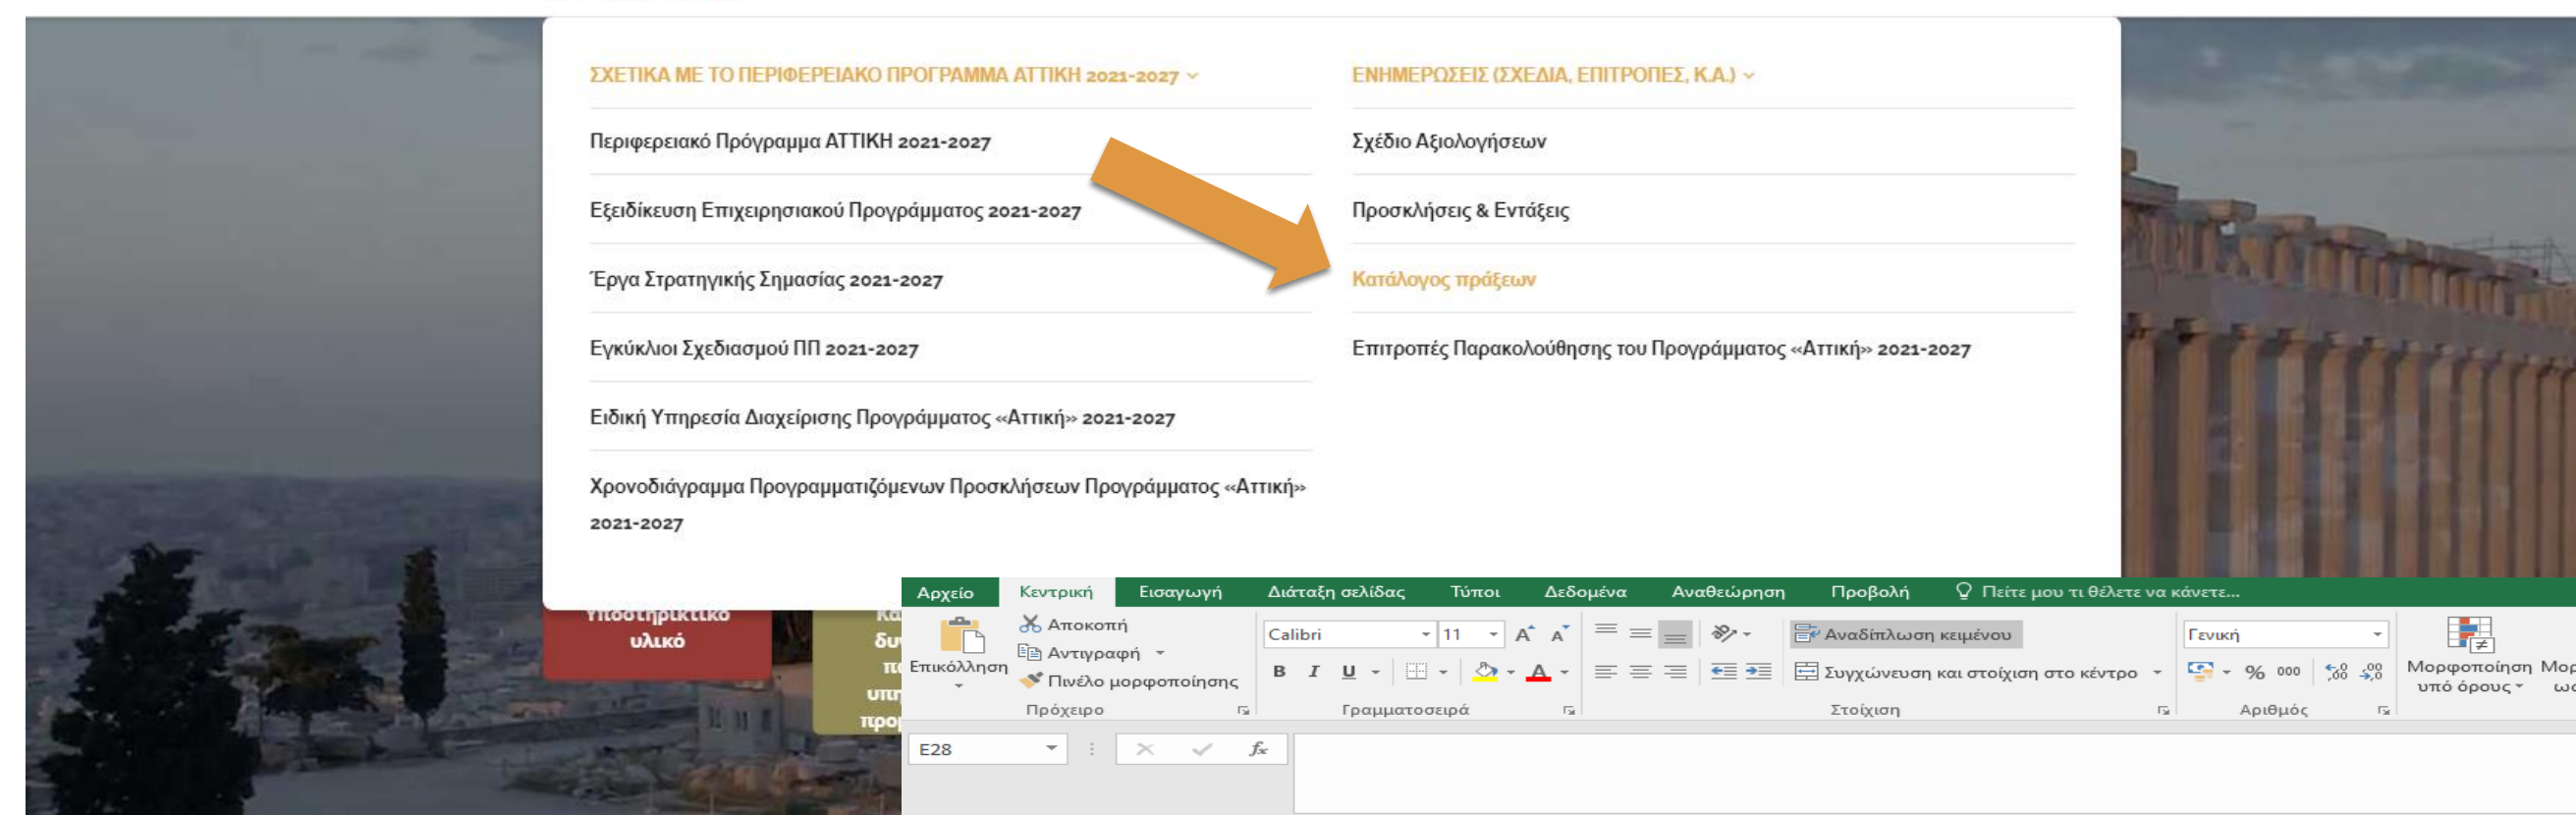 ΣΧΕΤΙΚΑ ΜΕ ΤΟ ΠΕΡΙΦΕΡΕΙΑΚΟ ΠΡΟΓΡΑΜΜΑ ΑΤΤΙΚΗ 2021-2027
Περιφερειακό Πρόγραμμα ΑΤΤΙΚΗ 2021-2027
Εξειδίκευση Επιχειρησιακού Προγράμματος 2021-2027
Έργα Στρατηγικής Σημασίας 2021-2027
Εγκύκλιοι Σχεδιασμού ΠΠ 2021-2027
Ειδική Υπηρεσία Διαχείρισης Προγράμματος «Αττική» 2021-2027
Χρονοδιάγραμμα Προγραμματιζόμενων Προσκλήσεων Προγράμματος «Αττική»
2021-2027
ΕΝΗΜΕΡΩΣΕΙΣ (ΣΧΕΔΙΑ, ΕΠΙΤΡΟΠΕΣ, Κ.Α.)
Σχέδιο Αξιολογήσεων
Προσκλήσεις & Εντάξεις
Κατάλογος πράξεων
Επιτροπές Παρακολούθησης του Προγράμματος «Αττική» 2021-2027
Υποστηρικτικό
υλικό
Αρχείο Κεντρική Εισαγωγή Διάταξη σελίδας Τύποι Δεδομένα Αναθεώρηση Προβολή Πείτε μου τι θέλετε να κάνετε...
Επικόλληση
Αποκοπή
Αντιγραφή
Πινέλο μορφοποίησης
Πρόχειρο
Calibri 11 A A
B I U A
Γραμματοσειρά
Αναδίπλωση κειμένου
Συγχώνευση και στοίχιση στο κέντρο
Στοίχιση
Γενική
% 000
Αριθμός
Μορφοποίηση
υπό όρους
E28 fx